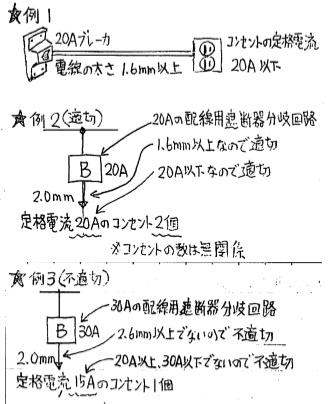 ★例1
20Aブレーカ
電線の太さ 1.6mm以上
コンセントの定格電流
20A以下
★例2(適切)
20Aの配線用遮断器分岐回路
1.6mm以上なので適切
B 20A
20A以下なので適切
2.0mm
定格電流20Aのコンセント2個
※コンセントの数は無関係
★例3(不適切)
30Aの配線用遮断器分岐回路
B 30A
2.6mm以上でないので不適切
2.0mm
20A以上、30A以下でないので不適切
定格電流15Aのコンセント1個